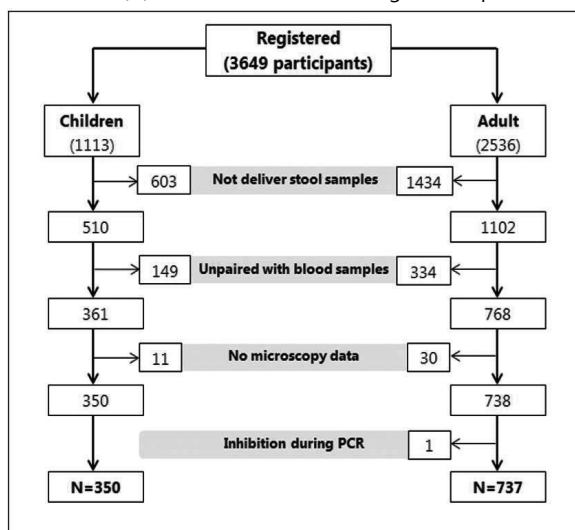 Registered
(3649 participants)
Children
(1113)
Adult
(2536)
603
Not deliver stool samples
1434
510
1102
149
Unpaired with blood samples
334
361
768
11
No microscopy data
30
350
738
Inhibition during PCR
1
N=350
N=737